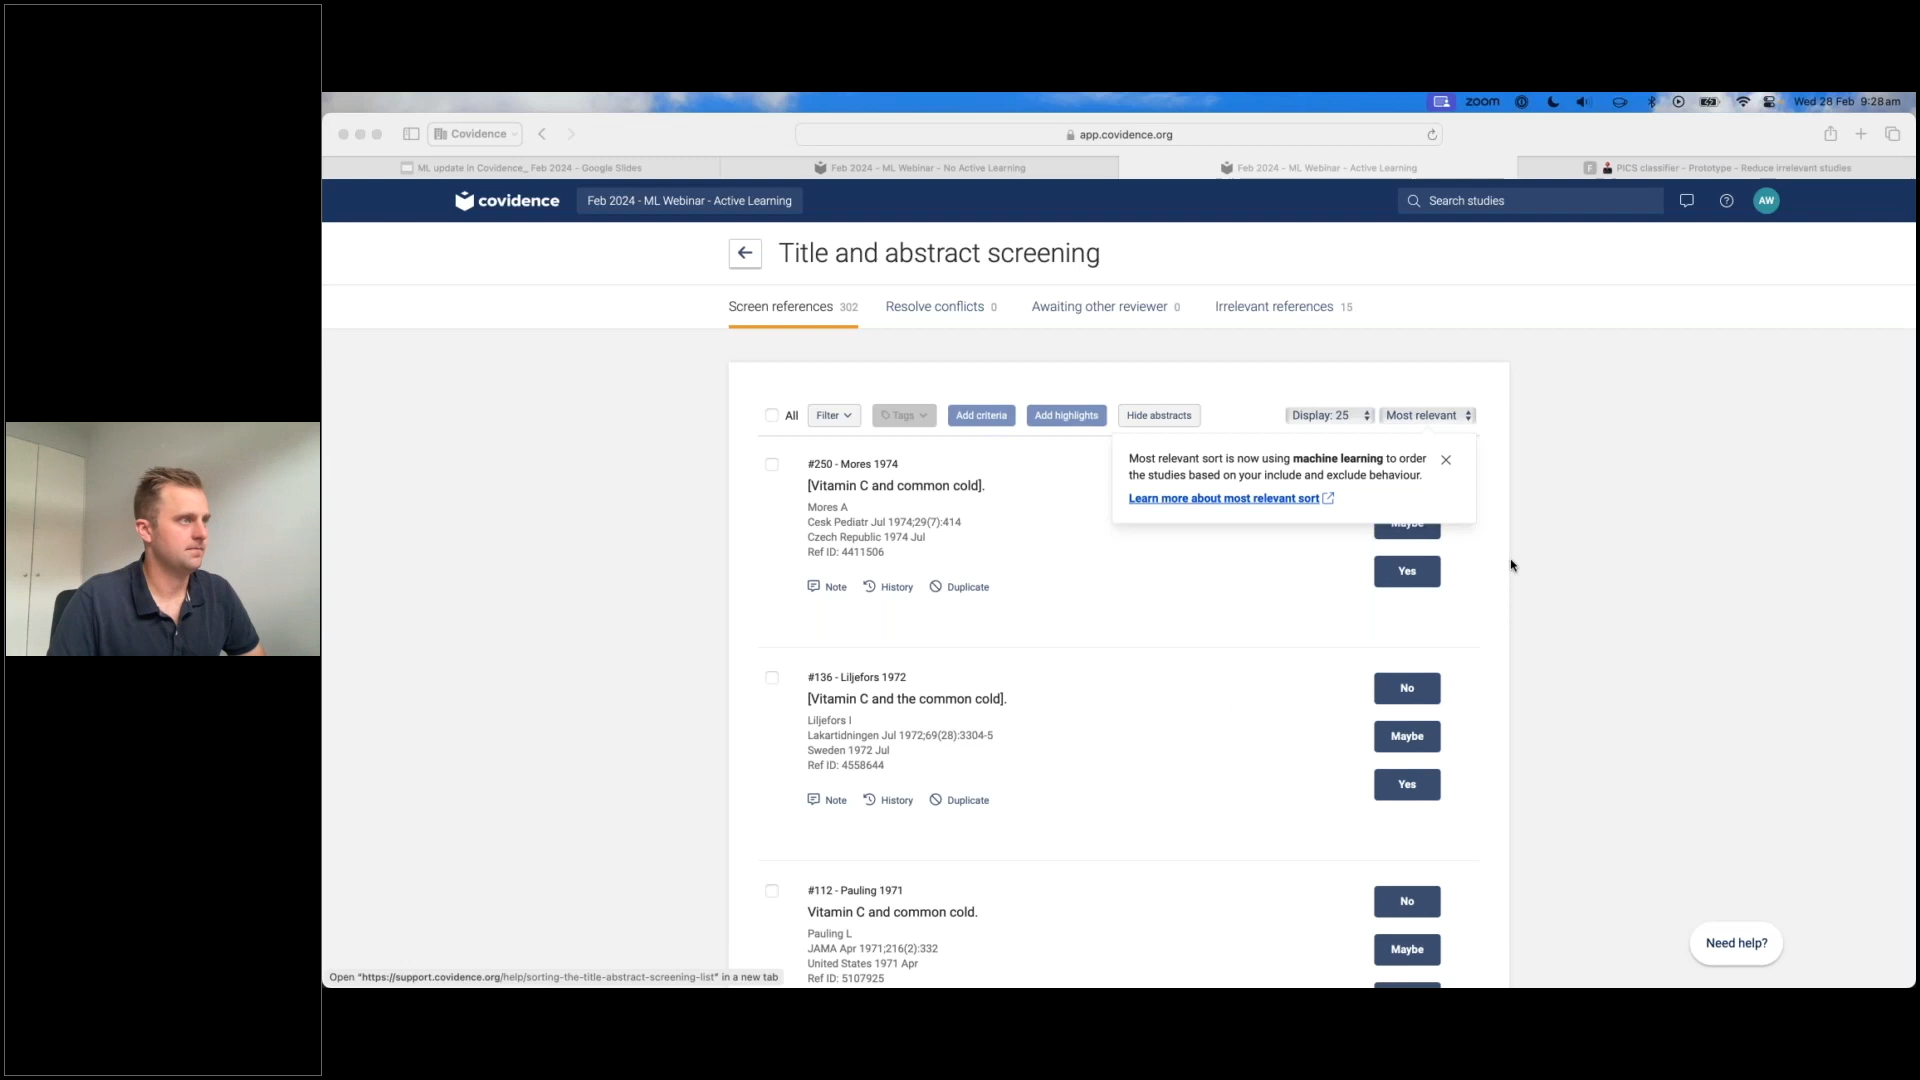 zoom
Wed 28 Feb 9:28am
Covidence
app.covidence.org
ML update in Covidence_ Feb 2024 - Google Slides
Feb 2024 - ML Webinar - No Active Learning
Feb 2024 - ML Webinar - Active Learning
F
PICS classifier - Prototype - Reduce irrelevant studies
covidence
Feb 2024 - ML Webinar - Active Learning
Search studies
AW
Title and abstract screening
Screen references 302
Resolve conflicts 0
Awaiting other reviewer 0
Irrelevant references 15
All
Filter
Tags
Add criteria
Add highlights
Hide abstracts
Display: 25
Most relevant
Most relevant sort is now using machine learning to order
the studies based on your include and exclude behaviour.
Learn more about most relevant sort
#250 - Mores 1974
[Vitamin C and common cold].
Mores A
Cesk Pediatr Jul 1974;29(7):414
Czech Republic 1974 Jul
Ref ID: 4411506
Note
History
Duplicate
Maybe
Yes
#136 - Liljefors 1972
[Vitamin C and the common cold].
Liljefors I
Lakartidningen Jul 1972;69(28):3304-5
Sweden 1972 Jul
Ref ID: 4558644
Note
History
Duplicate
No
Maybe
Yes
#112 - Pauling 1971
Vitamin C and common cold.
Pauling L
JAMA Apr 1971;216(2):332
United States 1971 Apr
Ref ID: 5107925
No
Maybe
Need help?
Open "https://support.covidence.org/help/sorting-the-title-abstract-screening-list" in a new tab